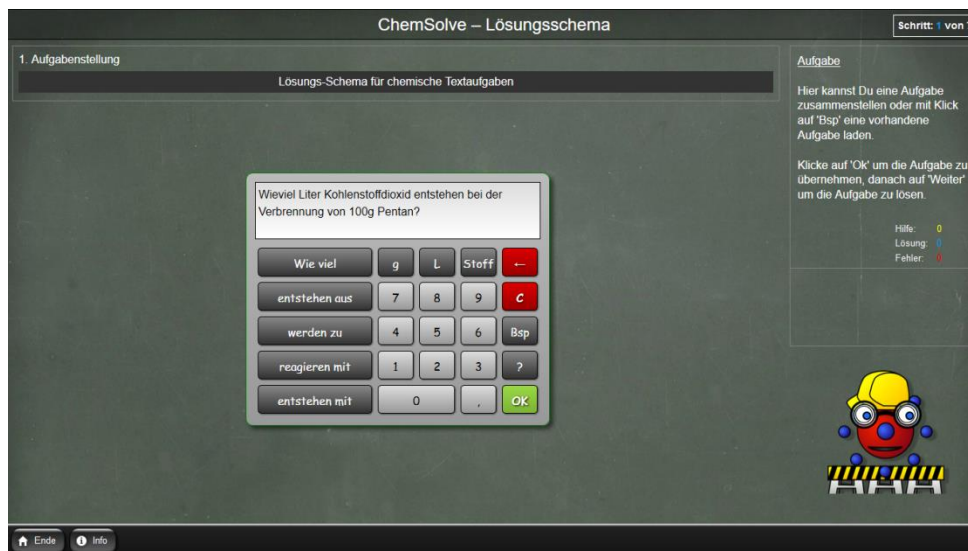 ChemSolve – Lösungsschema
Schritt: 1 von
1. Aufgabenstellung
Lösungs-Schema für chemische Textaufgaben
Wieviel Liter Kohlenstoffdioxid entstehen bei der
Verbrennung von 100g Pentan?
Wie viel g L Stoff ←
entstehen aus 7 8 9 C
werden zu 4 5 6 Bsp
reagieren mit 1 2 3 ?
entstehen mit 0 , OK
Aufgabe
Hier kannst Du eine Aufgabe
zusammenstellen oder mit Klick
auf 'Bsp' eine vorhandene
Aufgabe laden.
Klicke auf 'Ok' um die Aufgabe zu
übernehmen, danach auf 'Weiter'
um die Aufgabe zu lösen.
Hilfe: 0
Lösung: 0
Fehler: 0
Ende Info